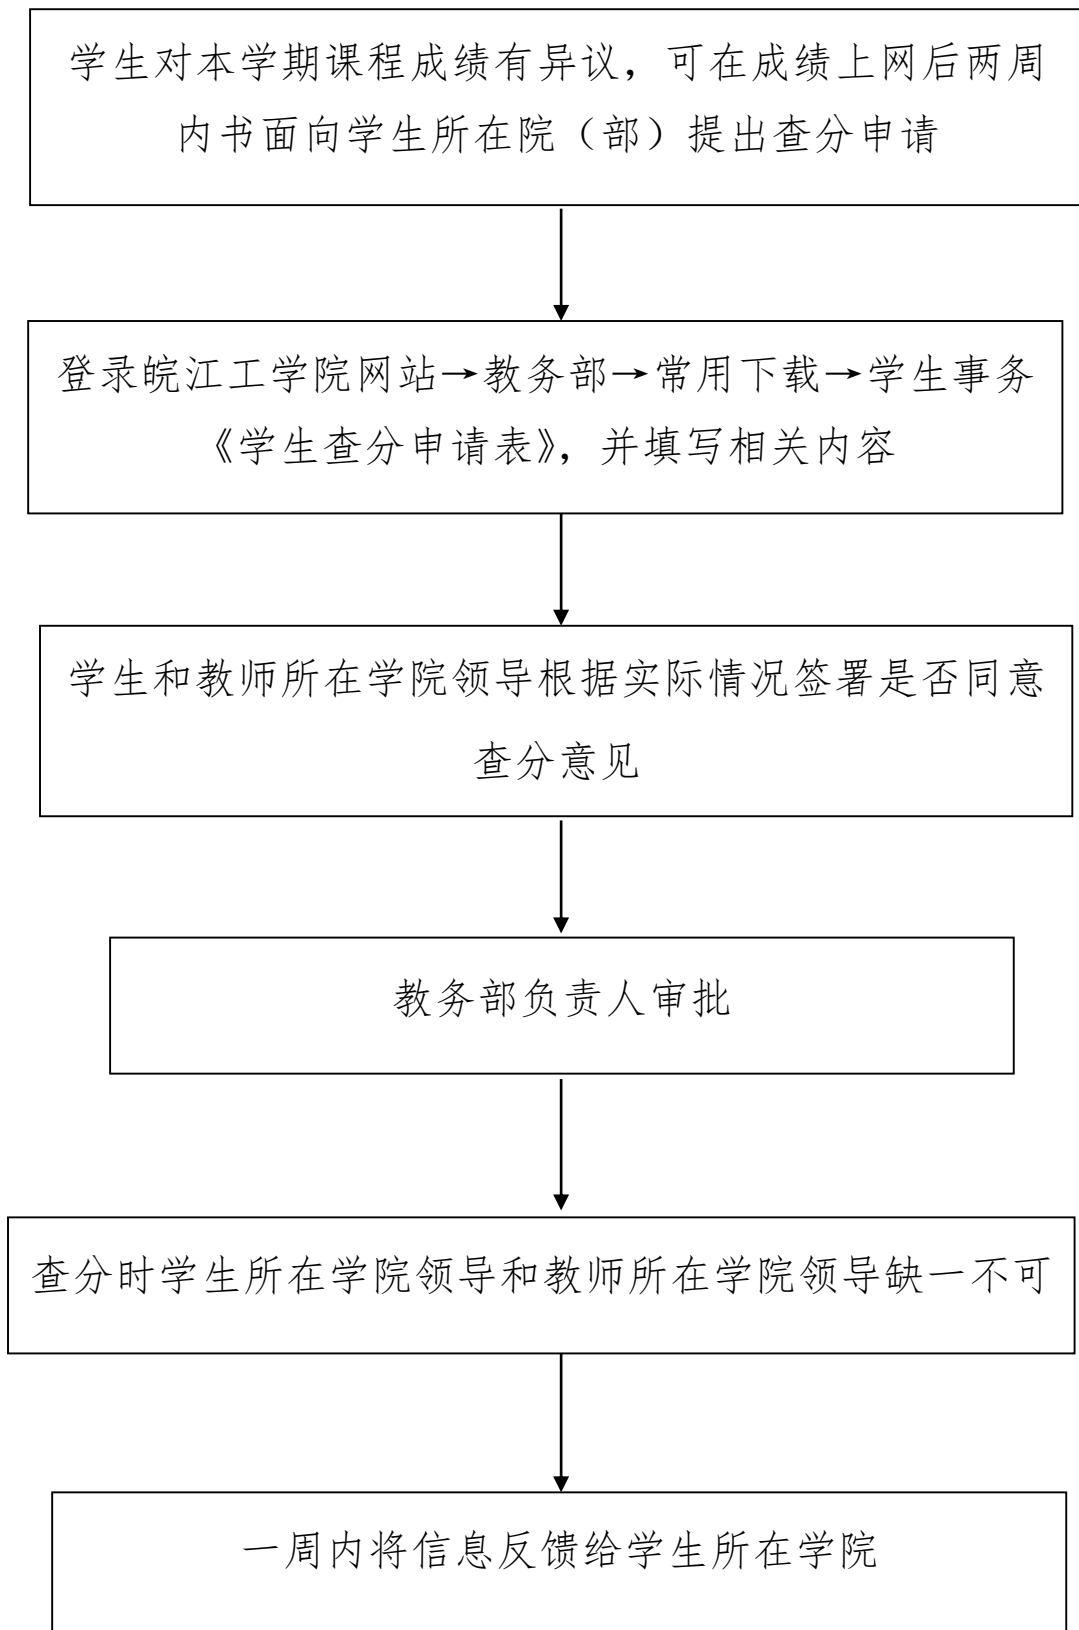 学生对本学期课程成绩有异议，可在成绩上网后两周
内书面向学生所在院（部）提出查分申请
登录皖江工学院网站→教务部→常用下载→学生事务
《学生查分申请表》，并填写相关内容
学生和教师所在学院领导根据实际情况签署是否同意
查分意见
教务部负责人审批
查分时学生所在学院领导和教师所在学院领导缺一不可
一周内将信息反馈给学生所在学院